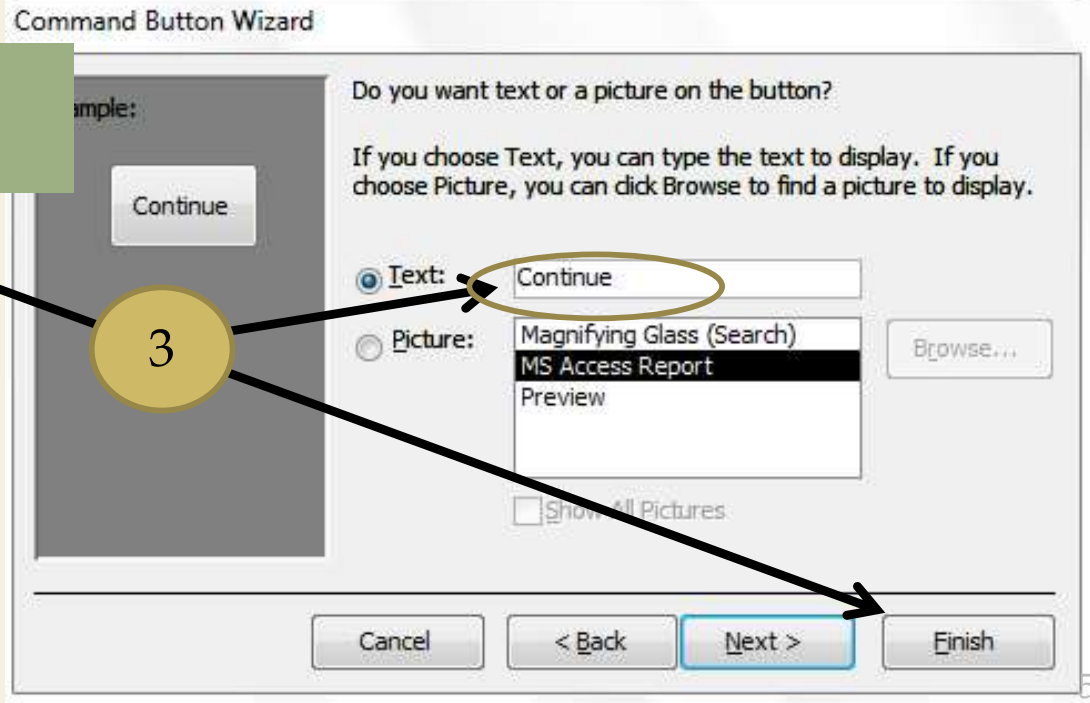 Command Button Wizard
ample:
Continue
Do you want text or a picture on the button?
If you choose Text, you can type the text to display. If you
choose Picture, you can click Browse to find a picture to display.
Text:
Continue
Picture:
Magnifying Glass (Search)
MS Access Report
Preview
Browse...
Show All Pictures
3
Cancel
< Back
Next >
Finish